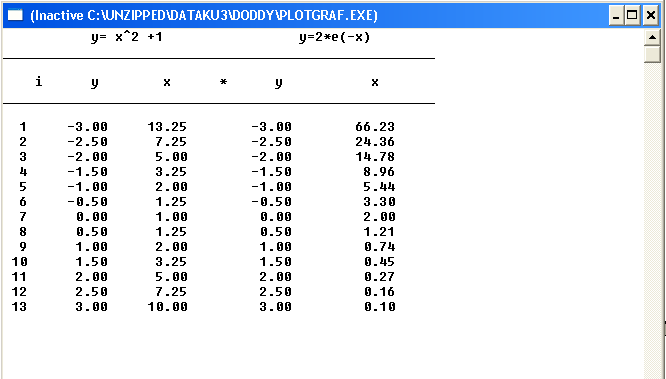 (Inactive C:\UNZIPPED\DATAKU3\DODDY\PLOTGRAF.EXE)
y= x^2 +1 y=2*e(-x)
i y x * y x
1 -3.00 13.25 -3.00 66.23
2 -2.50 7.25 -2.50 24.36
3 -2.00 5.00 -2.00 14.78
4 -1.50 3.25 -1.50 8.96
5 -1.00 2.00 -1.00 5.44
6 -0.50 1.25 -0.50 3.30
7 0.00 1.00 0.00 2.00
8 0.50 1.25 0.50 1.21
9 1.00 2.00 1.00 0.74
10 1.50 3.25 1.50 0.45
11 2.00 5.00 2.00 0.27
12 2.50 7.25 2.50 0.16
13 3.00 10.00 3.00 0.10